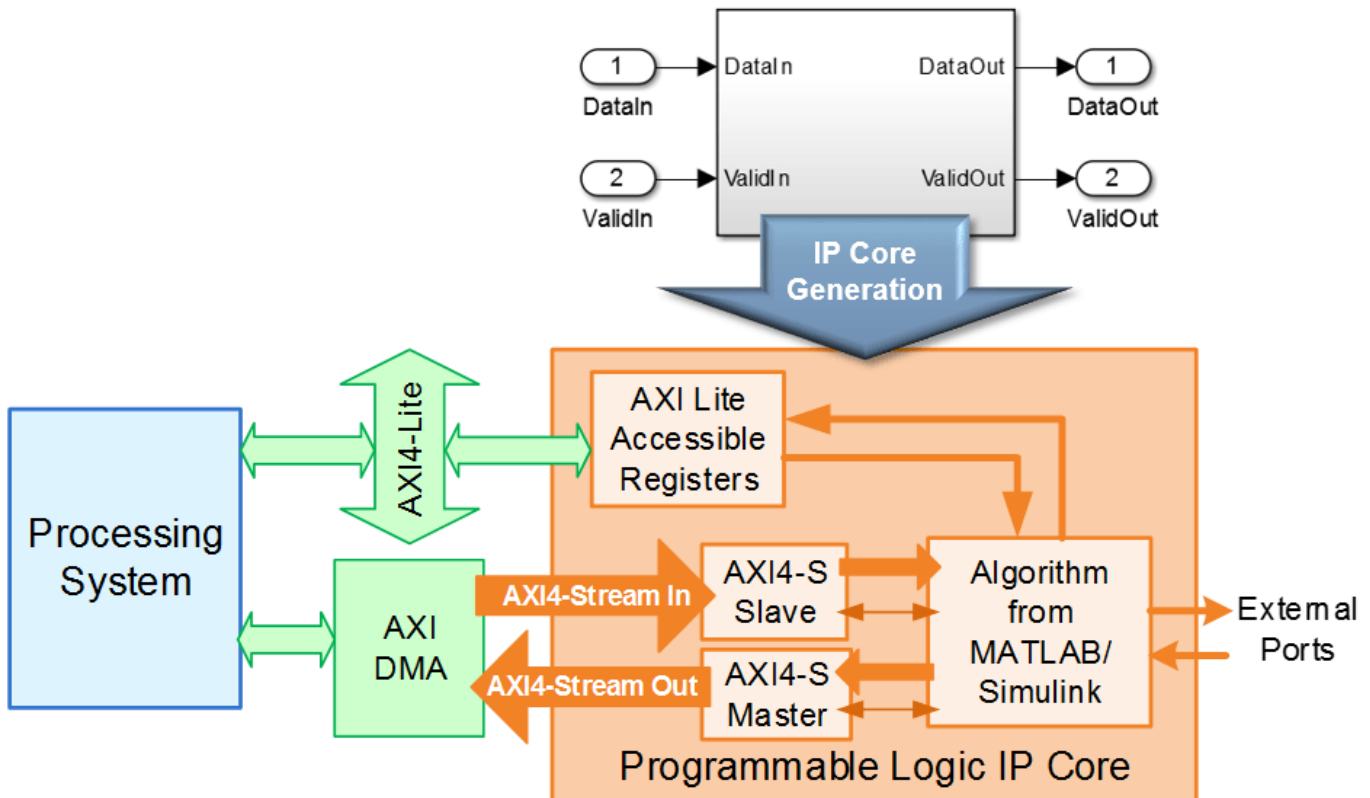 1
DataIn
DataIn
DataOut
1
DataOut
2
ValidIn
ValidIn
ValidOut
2
ValidOut
IP Core
Generation
Processing
System
AXI4-Lite
AXI
DMA
AXI Lite
Accessible
Registers
AXI4-Stream In
AXI4-Stream Out
AXI4-S
Slave
AXI4-S
Master
Algorithm
from
MATLAB/
Simulink
External
Ports
Programmable Logic IP Core